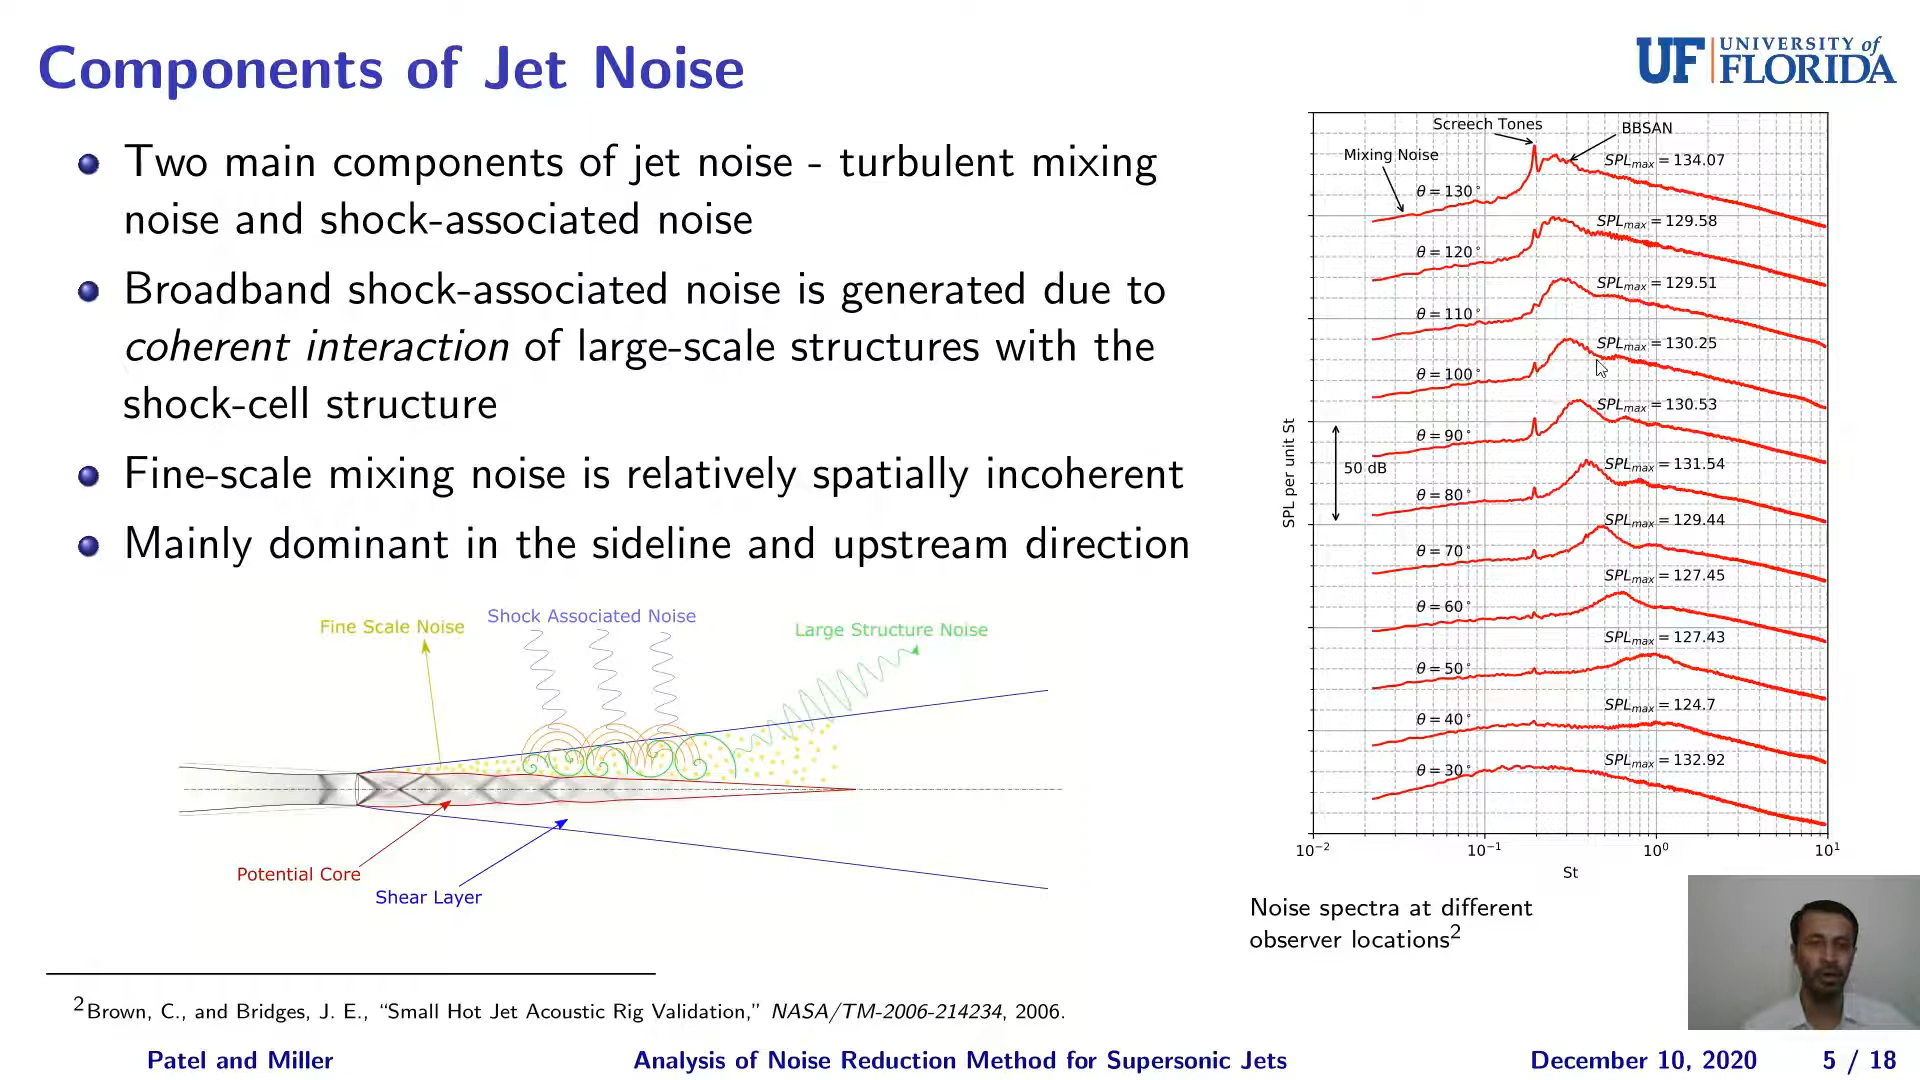 Components of Jet Noise
UF UNIVERSITY of
FLORIDA
Two main components of jet noise - turbulent mixing
noise and shock-associated noise
Broadband shock-associated noise is generated due to
coherent interaction of large-scale structures with the
shock-cell structure
Fine-scale mixing noise is relatively spatially incoherent
Mainly dominant in the sideline and upstream direction
Fine Scale Noise
Shock Associated Noise
Large Structure Noise
Potential Core
Shear Layer
Screech Tones
BBSAN
Mixing Noise
SPLmax = 134.07
θ = 130°
SPLmax = 129.58
θ = 120°
SPLmax = 129.51
θ = 110°
SPLmax = 130.25
θ = 100°
SPLmax = 130.53
θ = 90°
50 dB
SPLmax = 131.54
θ = 80°
SPLmax = 129.44
θ = 70°
SPLmax = 127.45
θ = 60°
SPLmax = 127.43
θ = 50°
SPLmax = 124.7
θ = 40°
SPLmax = 132.92
θ = 30°
SPL per unit St
10⁻² 10⁻¹ 10⁰ 10¹
St
Noise spectra at different
observer locations²
²Brown, C., and Bridges, J. E., “Small Hot Jet Acoustic Rig Validation,” NASA/TM-2006-214234, 2006.
Patel and Miller Analysis of Noise Reduction Method for Supersonic Jets December 10, 2020 5 / 18